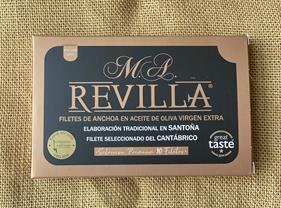 M.A.
REVILLA®
FILETES DE ANCHOA EN ACEITE DE OLIVA VIRGEN EXTRA
ELABORACIÓN TRADICIONAL EN SANTOÑA
FILETE SELECCIONADO DEL CANTÁBRICO
great
taste